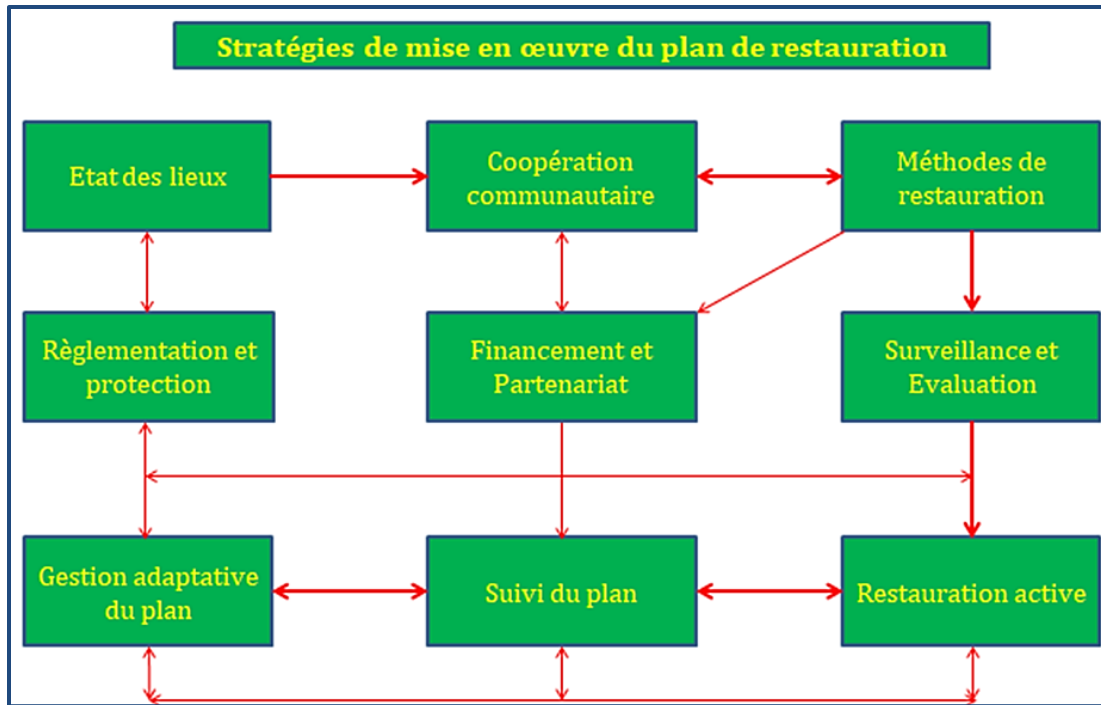 Stratégies de mise en œuvre du plan de restauration
Etat des lieux
Coopération
communautaire
Méthodes de
restauration
Règlementation et
protection
Financement et
Partenariat
Surveillance et
Evaluation
Gestion adaptative
du plan
Suivi du plan
Restauration active